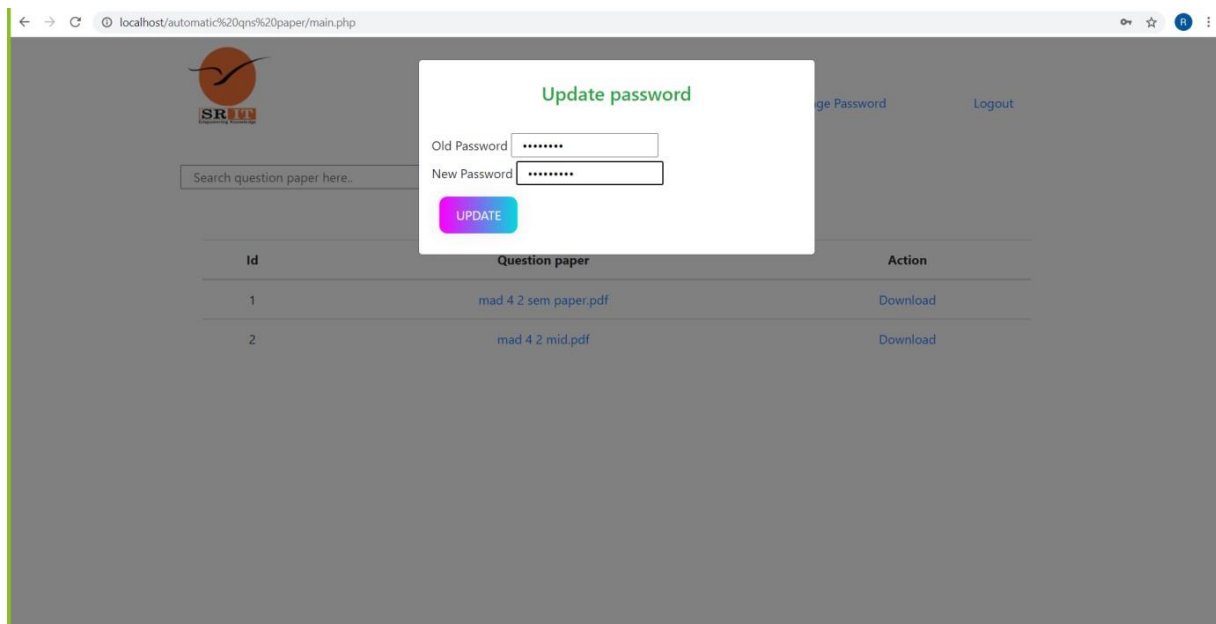 localhost/automatic%20qns%20paper/main.php
R
SRIT
Update password
Password
Logout
Old Password ••••••••
New Password •••••••••
Search question paper here..
UPDATE
Id Question paper Action
1 mad 4 2 sem paper.pdf Download
2 mad 4 2 mid.pdf Download